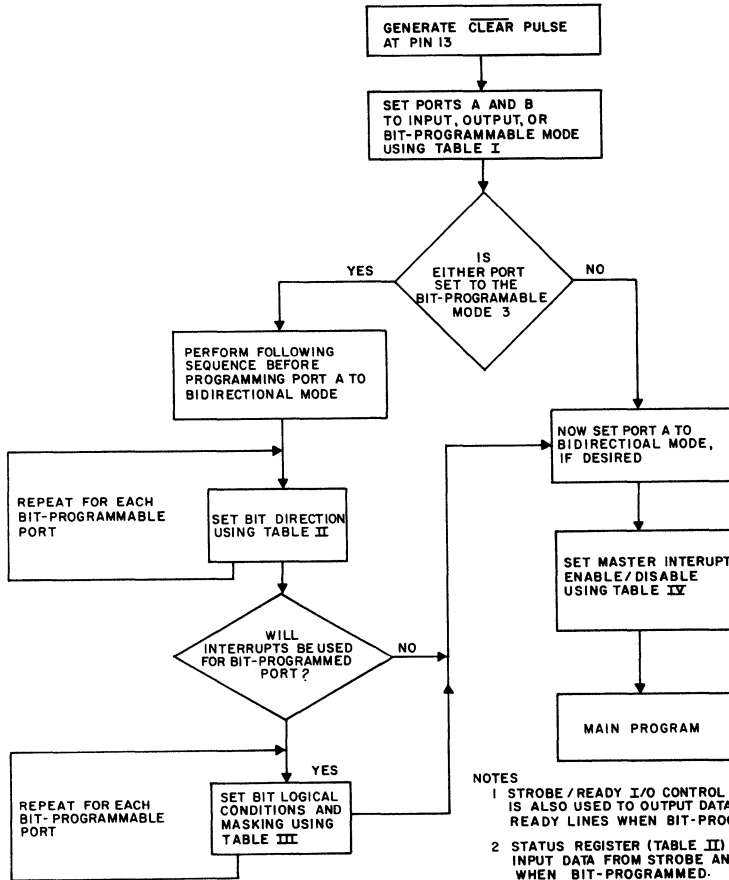 GENERATE CLEAR PULSE
AT PIN 13
SET PORTS A AND B
TO INPUT, OUTPUT, OR
BIT-PROGRAMMABLE MODE
USING TABLE I
IS
EITHER PORT
SET TO THE
BIT-PROGRAMABLE
MODE 3
YES
NO
PERFORM FOLLOWING
SEQUENCE BEFORE
PROGRAMMING PORT A TO
BIDIRECTIONAL MODE
NOW SET PORT A TO
BIDIRECTIOAL MODE,
IF DESIRED
REPEAT FOR EACH
BIT-PROGRAMMABLE
PORT
SET BIT DIRECTION
USING TABLE II
SET MASTER INTERUPT
ENABLE/DISABLE
USING TABLE IV
WILL
INTERRUPTS BE USED
FOR BIT-PROGRAMMED
PORT?
NO
YES
MAIN PROGRAM
REPEAT FOR EACH
BIT-PROGRAMMABLE
PORT
SET BIT LOGICAL
CONDITIONS AND
MASKING USING
TABLE III
NOTES
1 STROBE/READY I/O CONTROL
IS ALSO USED TO OUTPUT DATA
READY LINES WHEN BIT-PROG
2 STATUS REGISTER (TABLE II)
INPUT DATA FROM STROBE AN
WHEN BIT-PROGRAMMED.